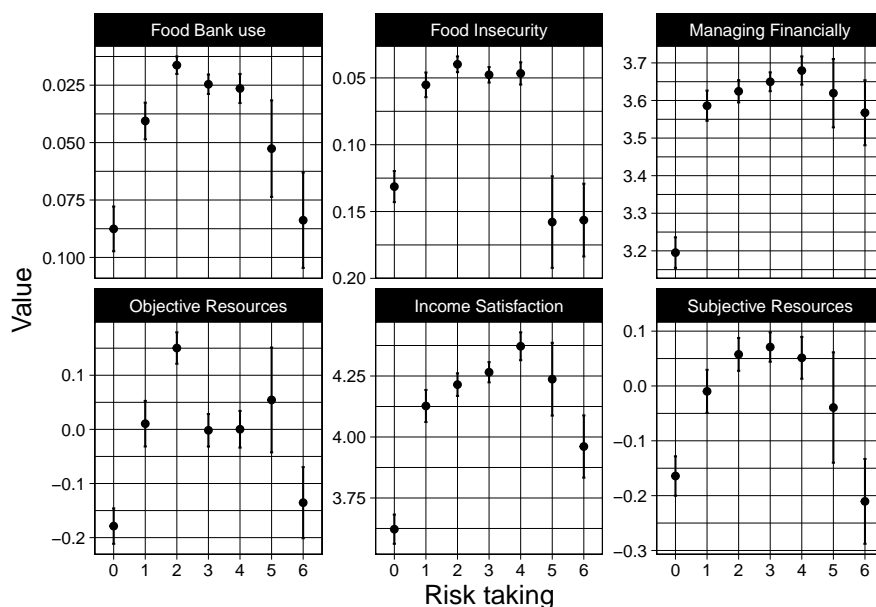 Food Bank use
Food Insecurity
Managing Financially
0.025
0.050
0.075
0.100
0.05
0.10
0.15
0.20
3.7
3.6
3.5
3.4
3.3
3.2
Value
Objective Resources
Income Satisfaction
Subjective Resources
0.1
0.0
−0.1
−0.2
4.25
4.00
3.75
0.1
0.0
−0.1
−0.2
−0.3
0 1 2 3 4 5 6
0 1 2 3 4 5 6
0 1 2 3 4 5 6
Risk taking